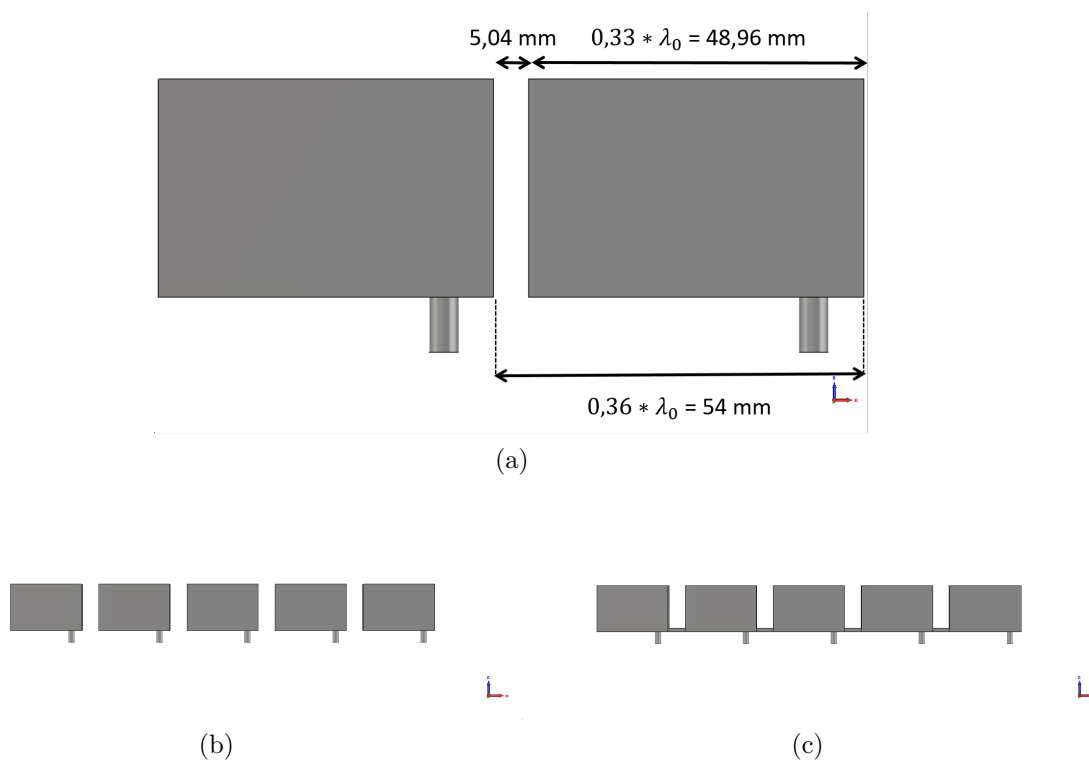 5,04 mm 0,33 * λ₀ = 48,96 mm
0,36 * λ₀ = 54 mm
(a)
(b) (c)